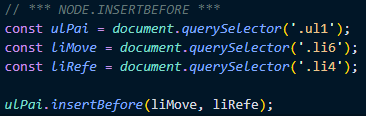 // *** NODE.INSERTBEFORE ***
const ulPai = document.querySelector('.ul1');
const liMove = document.querySelector('.li6');
const liRefe = document.querySelector('.li4');
ulPai.insertBefore(liMove, liRefe);